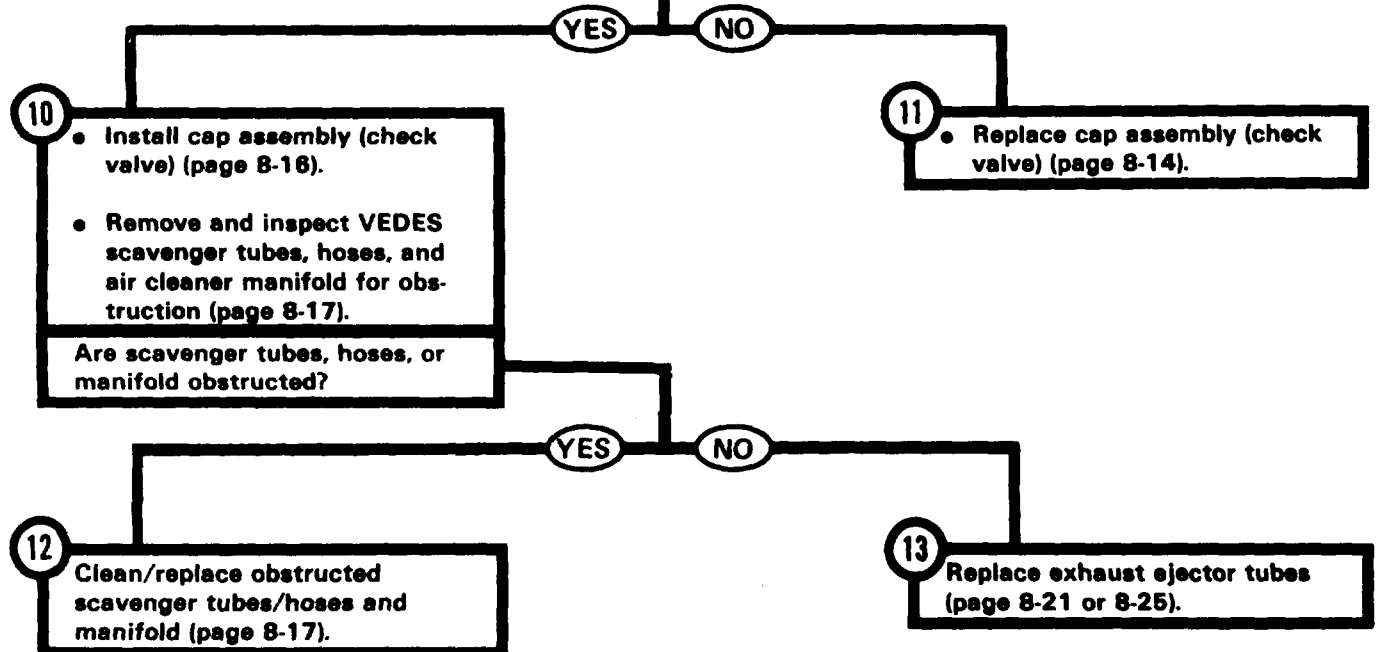 YES NO
10
• Install cap assembly (check
valve) (page 8-16).
• Remove and inspect VEDES
scavenger tubes, hoses, and
air cleaner manifold for obs-
truction (page 8-17).
Are scavenger tubes, hoses, or
manifold obstructed?
11
• Replace cap assembly (check
valve) (page 8-14).
YES NO
12
Clean/replace obstructed
scavenger tubes/hoses and
manifold (page 8-17).
13
Replace exhaust ejector tubes
(page 8-21 or 8-25).